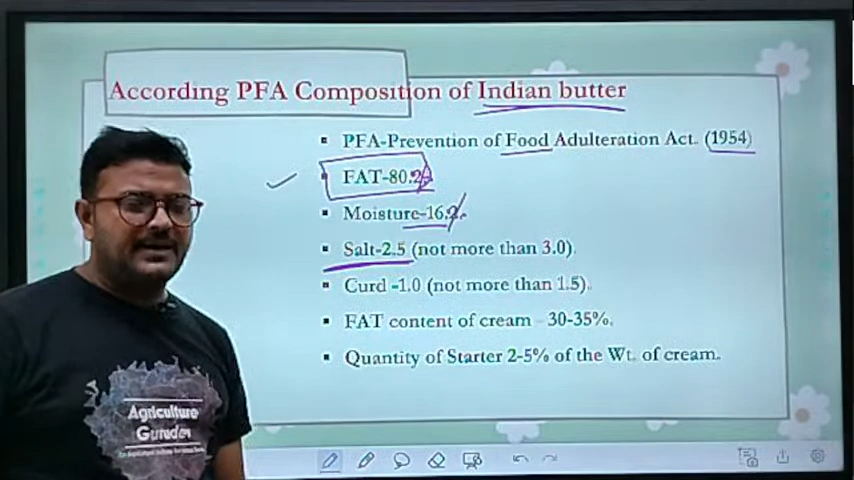 According PFA Composition of Indian butter
▪ PFA-Prevention of Food Adulteration Act. (1954)
▪ FAT-80.2
▪ Moisture-16.2
▪ Salt-2.5 (not more than 3.0).
▪ Curd -1.0 (not more than 1.5).
▪ FAT content of cream - 30-35%.
▪ Quantity of Starter 2-5% of the Wt. of cream.
Agriculture